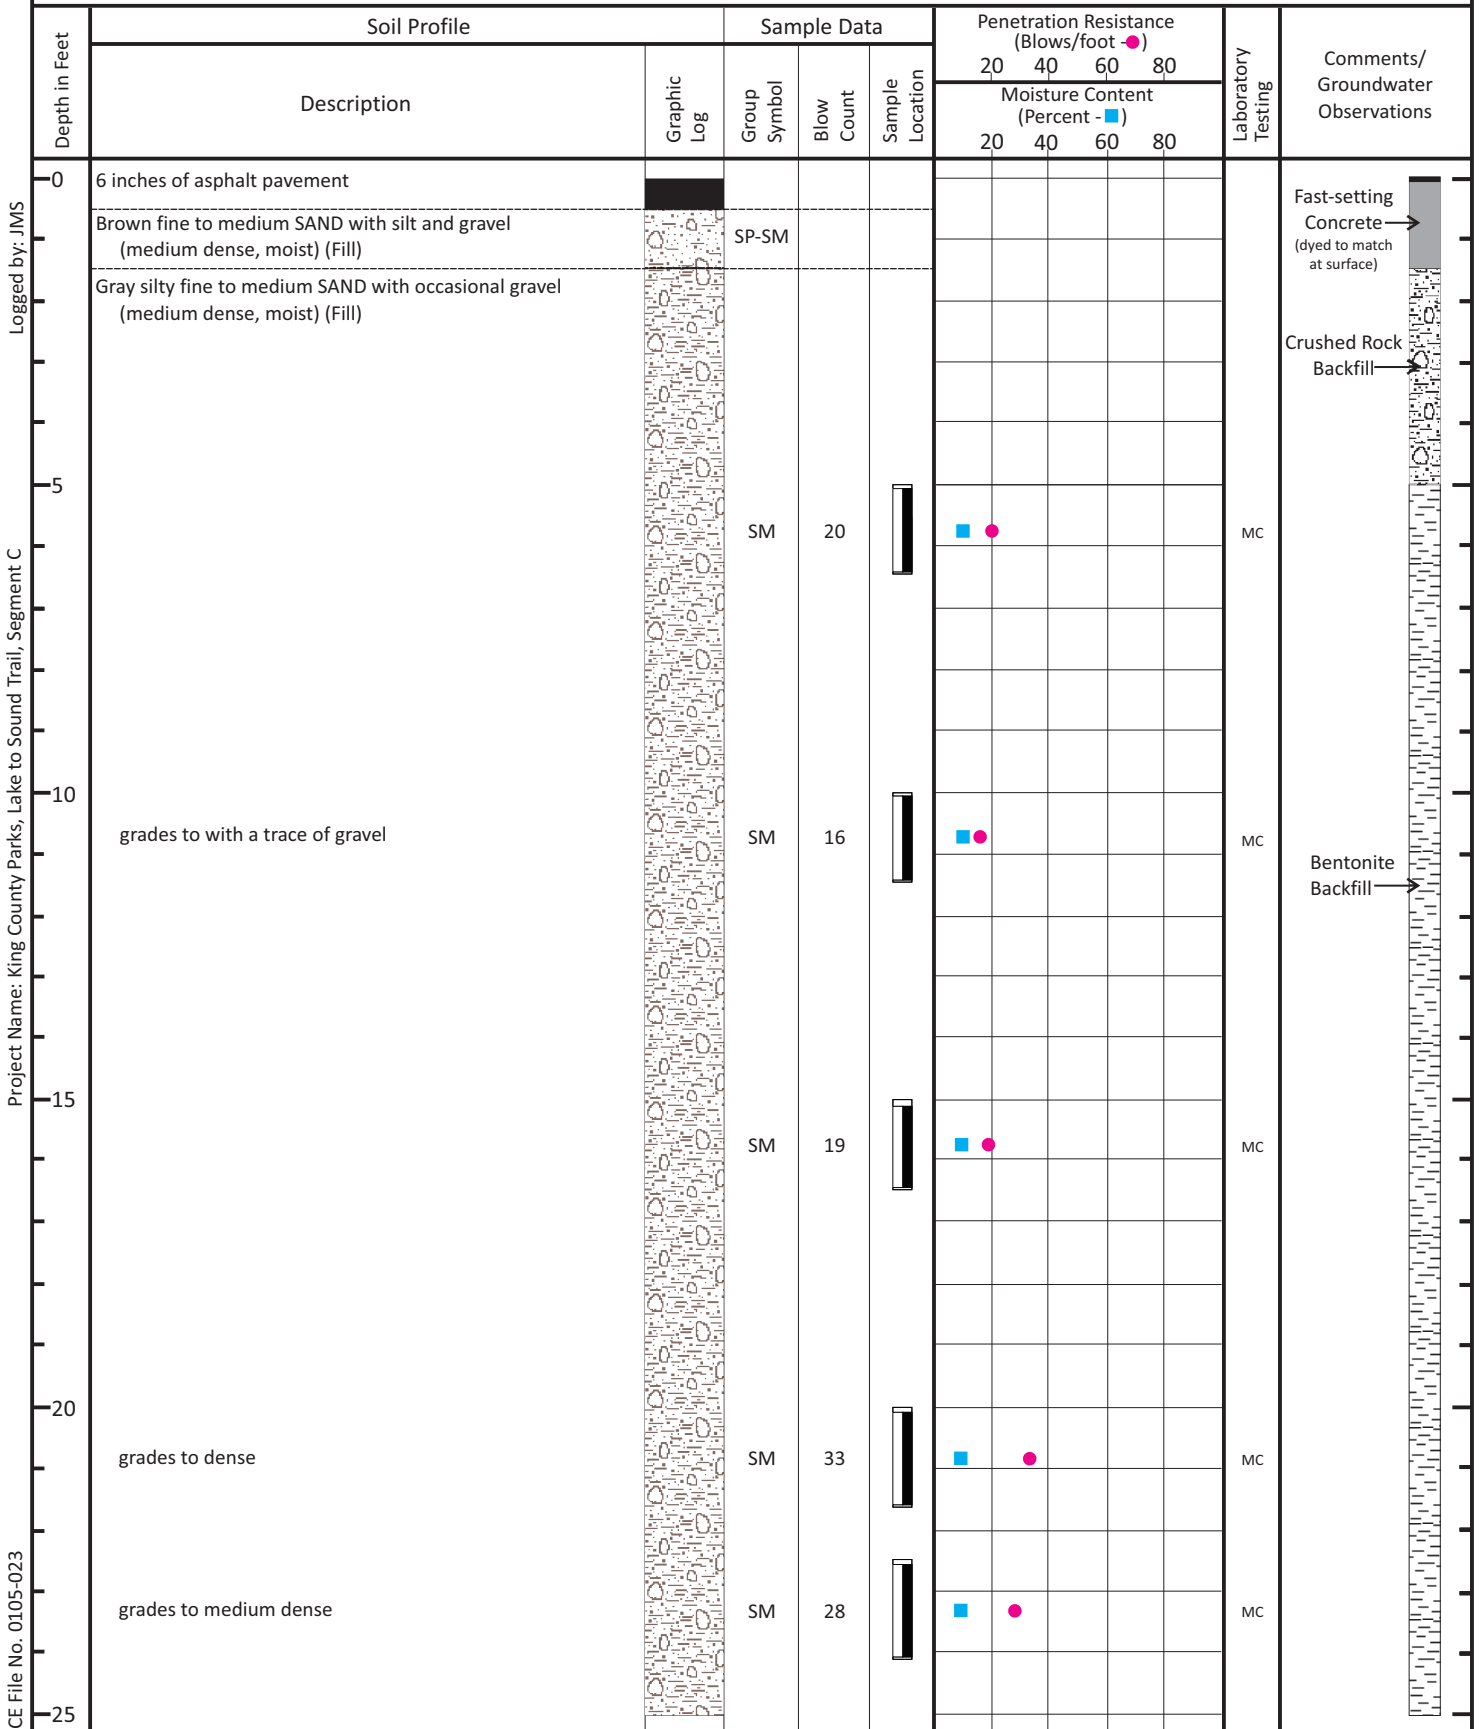 Soil Profile
Sample Data
Penetration Resistance
(Blows/foot - )
20 40 60 80
Moisture Content
(Percent - )
20 40 60 80
Depth in Feet
Description
Graphic
Log
Group
Symbol
Blow
Count
Sample
Location
Laboratory
Testing
Comments/
Groundwater
Observations
Logged by: JMS
Project Name: King County Parks, Lake to Sound Trail, Segment C
CE File No. 0105-023
0
6 inches of asphalt pavement
Brown fine to medium SAND with silt and gravel
(medium dense, moist) (Fill)
SP-SM
Fast-setting
Concrete
(dyed to match
at surface)
Gray silty fine to medium SAND with occasional gravel
(medium dense, moist) (Fill)
Crushed Rock
Backfill
5
SM 20 MC
10
grades to with a trace of gravel SM 16 MC
Bentonite
Backfill
15
SM 19 MC
20
grades to dense SM 33 MC
grades to medium dense SM 28 MC
25